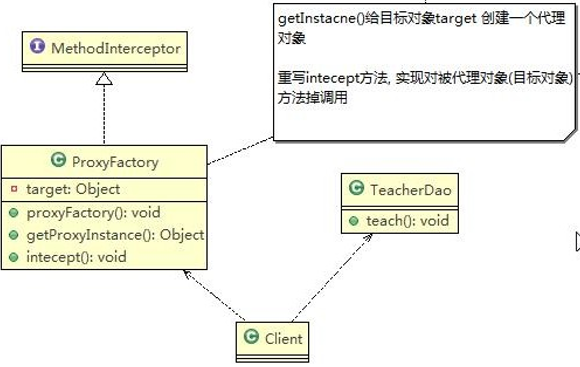 getInstacne()给目标对象target 创建一个代理
对象
重写intecept方法, 实现对被代理对象(目标对象)
方法掉调用
MethodInterceptor
ProxyFactory
target: Object
proxyFactory(): void
getProxyInstance(): Object
intecept(): void
TeacherDao
teach(): void
Client